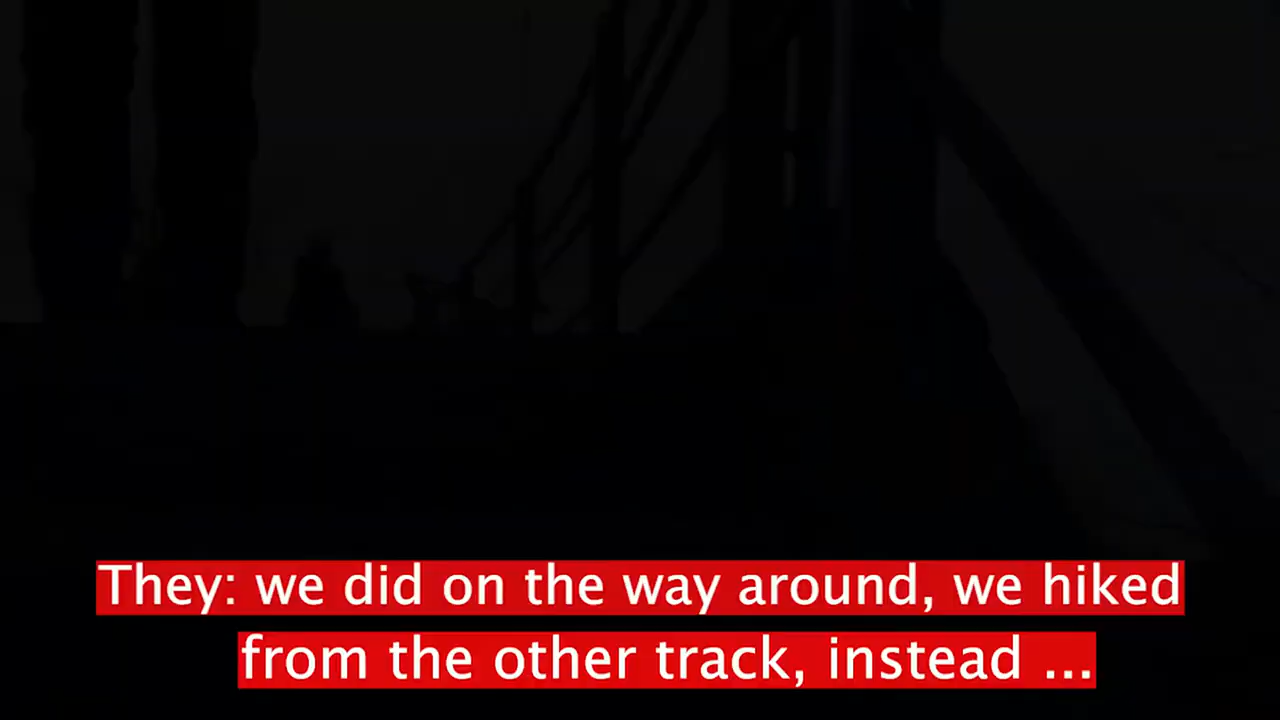 They: we did on the way around, we hiked
from the other track, instead ...